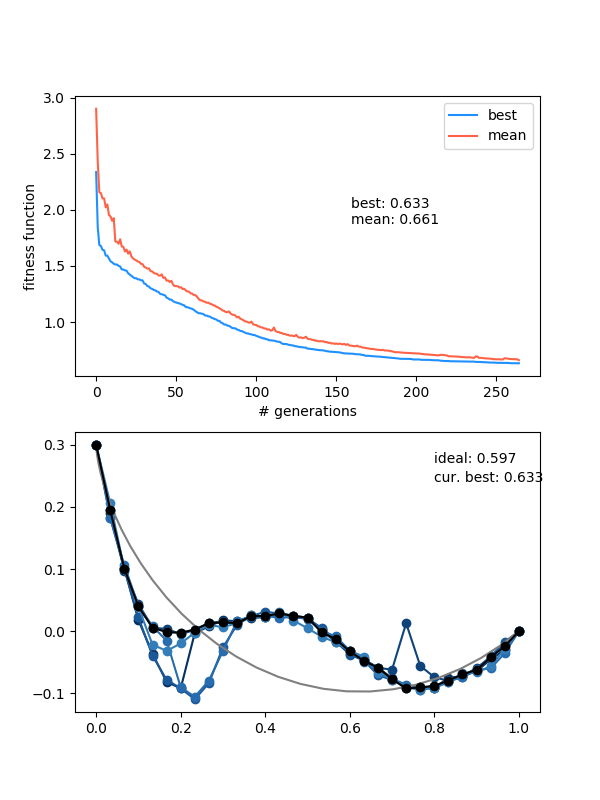 3.0
2.5
2.0
1.5
1.0
fitness function
best
mean
best: 0.633
mean: 0.661
0 50 100 150 200 250
# generations
0.3
0.2
0.1
0.0
−0.1
ideal: 0.597
cur. best: 0.633
0.0 0.2 0.4 0.6 0.8 1.0